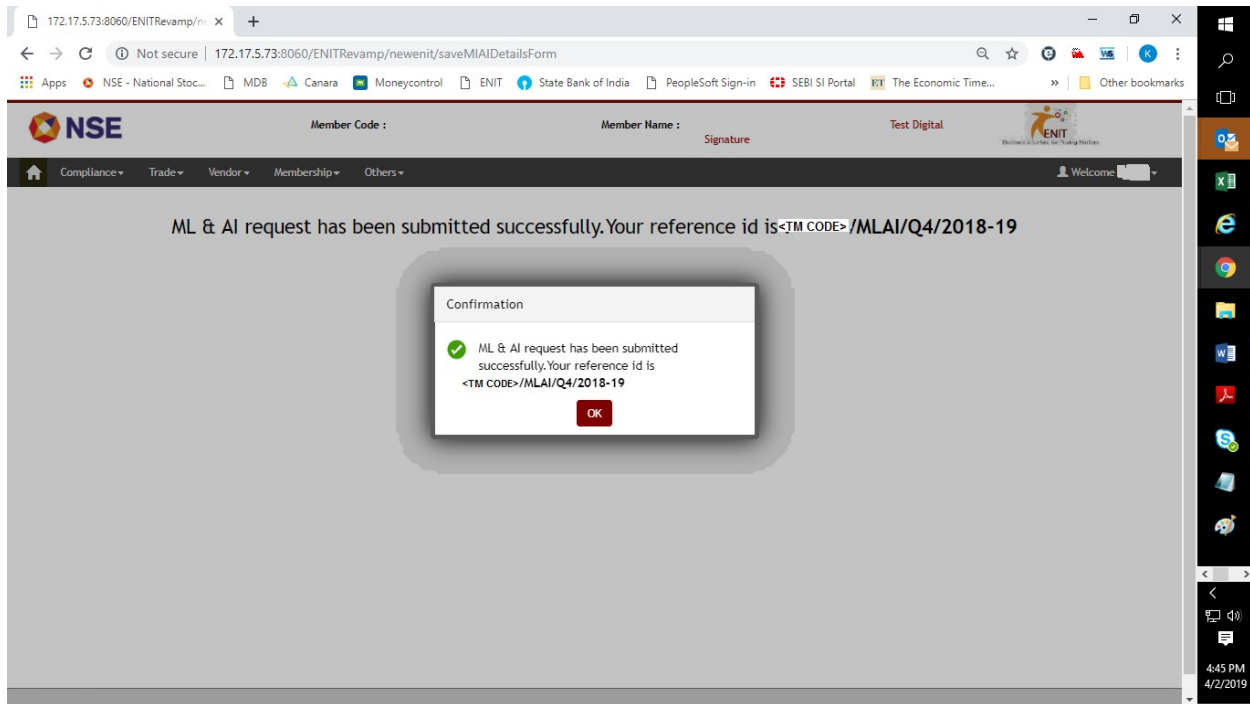 172.17.5.73:8060/ENITRevamp/n
Not secure | 172.17.5.73:8060/ENITRevamp/newenit/saveMIAIDetailsForm
K
Apps NSE - National Stoc... MDB Canara Moneycontrol ENIT State Bank of India PeopleSoft Sign-in SEBI SI Portal ET The Economic Time... » Other bookmarks
NSE Member Code : Member Name : Test Digital ENIT
Signature
Compliance Trade Vendor Membership Others Welcome
ML & AI request has been submitted successfully.Your reference id is<TM CODE> /MLAI/Q4/2018-19
Confirmation
ML & AI request has been submitted
successfully.Your reference id is
<TM CODE>/MLAI/Q4/2018-19
OK
4:45 PM
4/2/2019